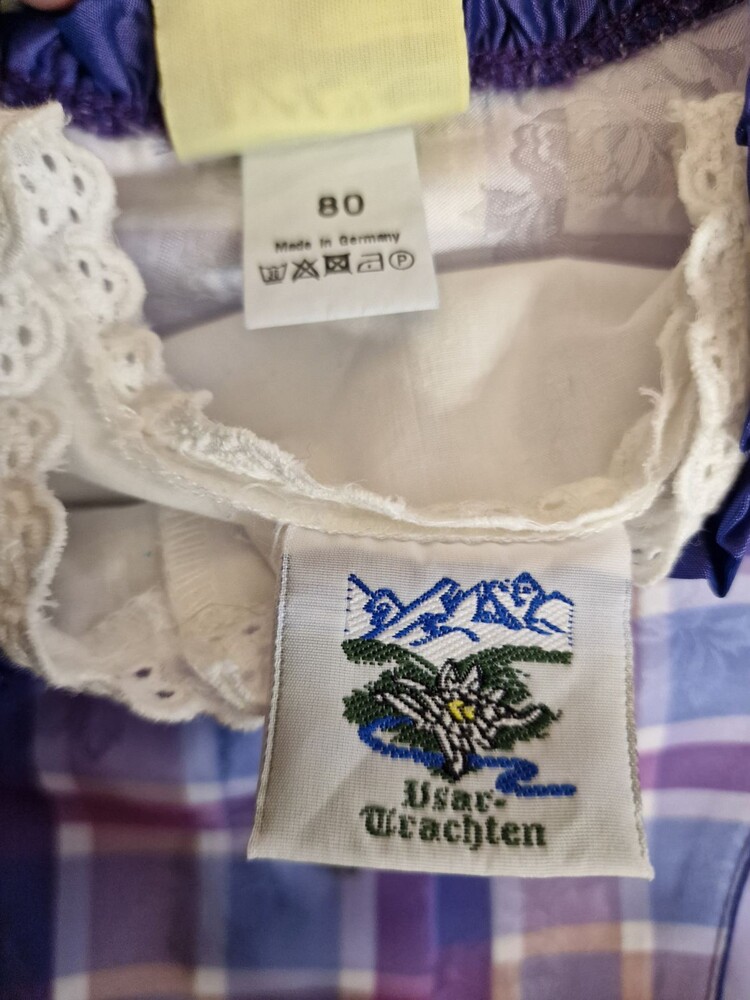 80
Made in Germany
P
Isar-
Trachten